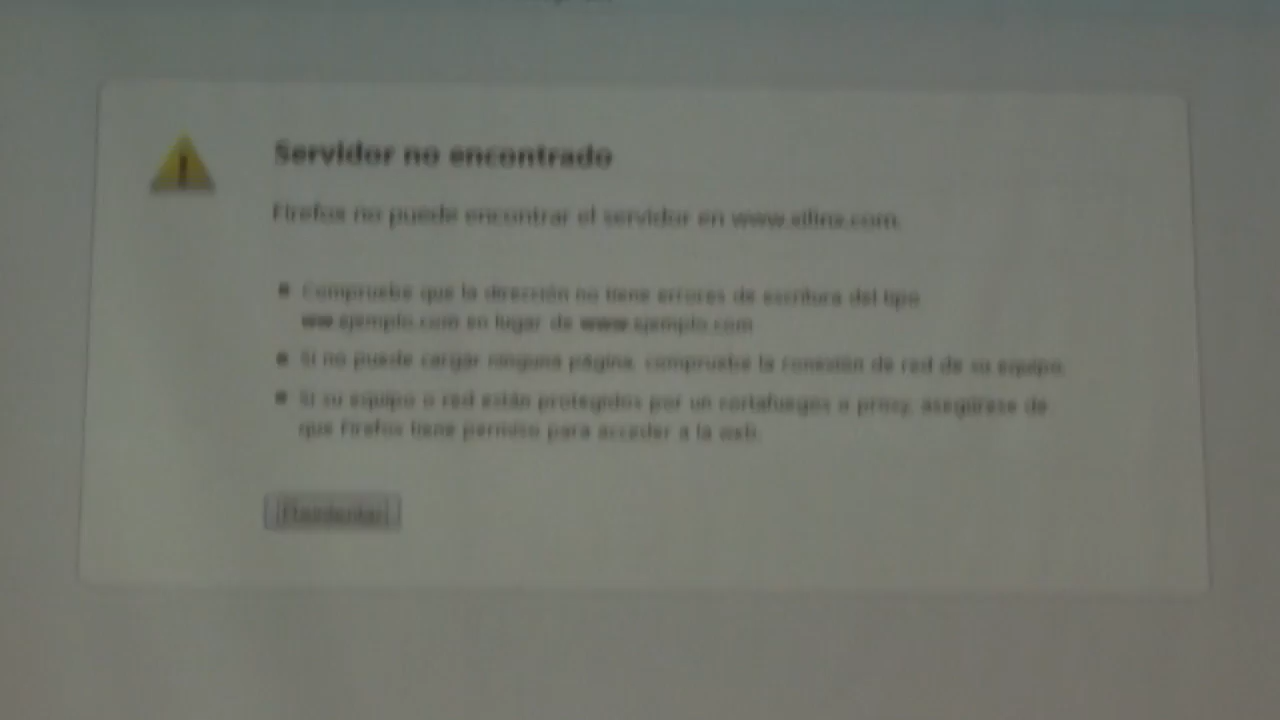 Servidor no encontrado
Firefox no puede encontrar el servidor en www.xilinx.com.
Compruebe que la dirección no tiene errores de escritura del tipo
ww.ejemplo.com en lugar de www.ejemplo.com
Si no puede cargar ninguna página, compruebe la conexión de red de su equipo.
Si su equipo o red están protegidos por un cortafuegos o proxy, asegúrese de
que Firefox tiene permiso para acceder a la web.
Reintentar